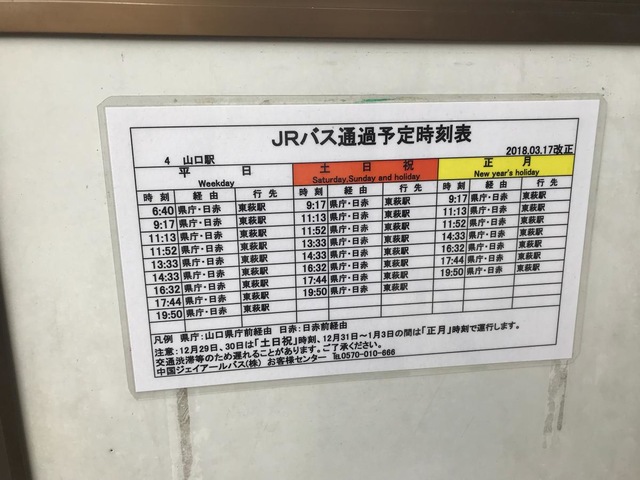 JRバス通過予定時刻表
4 山口駅 2018.03.17改正
平日 土日祝 正月
Weekday Saturday,Sunday and holiday New year's holiday
時刻 経由 行先 時刻 経由 行先 時刻 経由 行先
6:40 県庁・日赤 東萩駅 9:17 県庁・日赤 東萩駅 9:17 県庁・日赤 東萩駅
9:17 県庁・日赤 東萩駅 11:13 県庁・日赤 東萩駅 11:13 県庁・日赤 東萩駅
11:13 県庁・日赤 東萩駅 11:52 県庁・日赤 東萩駅 11:52 県庁・日赤 東萩駅
11:52 県庁・日赤 東萩駅 13:33 県庁・日赤 東萩駅 14:33 県庁・日赤 東萩駅
13:33 県庁・日赤 東萩駅 14:33 県庁・日赤 東萩駅 16:32 県庁・日赤 東萩駅
14:33 県庁・日赤 東萩駅 16:32 県庁・日赤 東萩駅 17:44 県庁・日赤 東萩駅
16:32 県庁・日赤 東萩駅 17:44 県庁・日赤 東萩駅 19:50 県庁・日赤 東萩駅
17:44 県庁・日赤 東萩駅 19:50 県庁・日赤 東萩駅
19:50 県庁・日赤 東萩駅
凡例 県庁:山口県庁前経由 日赤:日赤前経由
注意:12月29日、30日は「土日祝」時刻、12月31日~1月3日の間は「正月」時刻で運行します。
交通渋滞等のため遅れることがあります。ご了承ください。
中国ジェイアールバス(株) お客様センター ℡0570-010-666